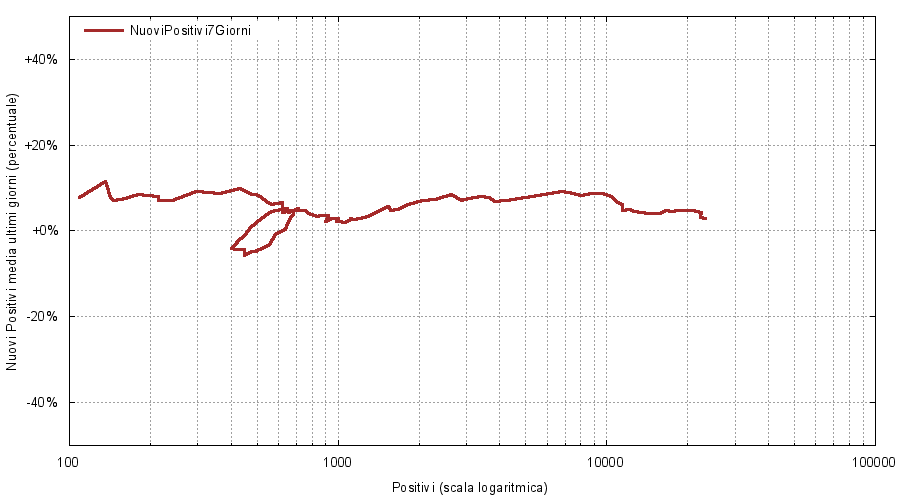 NuoviPositivi7Giorni
+40%
+20%
+0%
-20%
-40%
Nuovi Positivi media ultimi giorni (percentuale)
100 1000 10000 100000
Positivi (scala logaritmica)